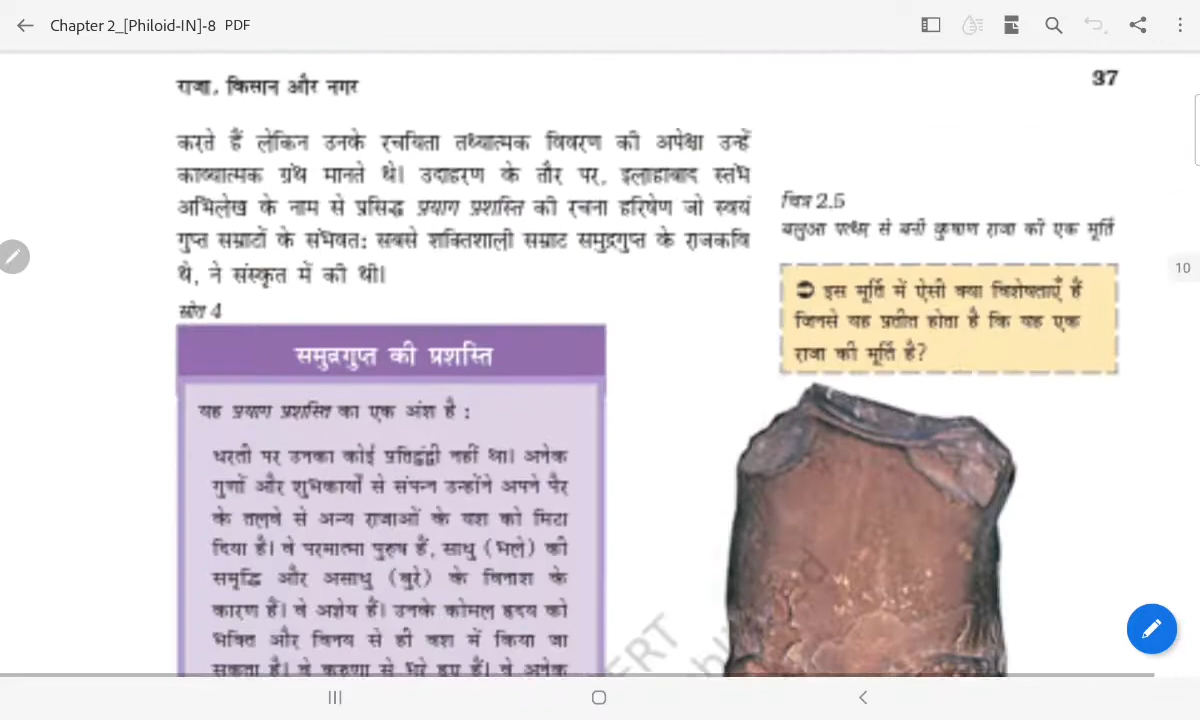 Chapter 2_[Philoid-IN]-8 PDF
राजा, किसान और नगर
37
करते हैं लेकिन उनके रचयिता तथ्यात्मक विवरण की अपेक्षा उन्हें
काव्यात्मक ग्रंथ मानते थे। उदाहरण के तौर पर, इलाहाबाद स्तंभ
अभिलेख के नाम से प्रसिद्ध प्रयाग प्रशस्ति की रचना हरिषेण जो स्वयं
गुप्त सम्राटों के संभवत: सबसे शक्तिशाली सम्राट समुद्रगुप्त के राजकवि
थे, ने संस्कृत में की थी।
स्रोत 4
समुद्रगुप्त की प्रशस्ति
यह प्रयाग प्रशस्ति का एक अंश है :
धरती पर उनका कोई प्रतिद्वंद्वी नहीं था। अनेक
गुणों और शुभकार्यों से संपन्न उन्होंने अपने पैर
के तलवे से अन्य राजाओं के यश को मिटा
दिया है। वे परमात्मा पुरुष हैं, साधु (भले) की
समृद्धि और असाधु (बुरे) के विनाश के
कारण हैं। वे अज्ञेय हैं। उनके कोमल हृदय को
भक्ति और विनय से ही वश में किया जा
सकता है। वे करुणा से भरे हुए हैं। वे अनेक
चित्र 2.5
बलुआ पत्थर से बनी कुषाण राजा की एक मूर्ति
➲ इस मूर्ति में ऐसी क्या विशेषताएँ हैं
जिनसे यह प्रतीत होता है कि यह एक
राजा की मूर्ति है?
10